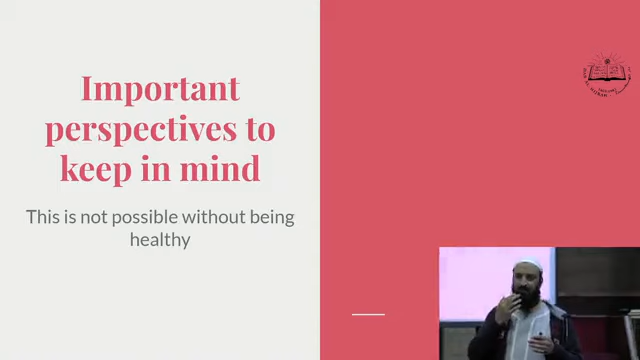 Important
perspectives to
keep in mind
This is not possible without being
healthy